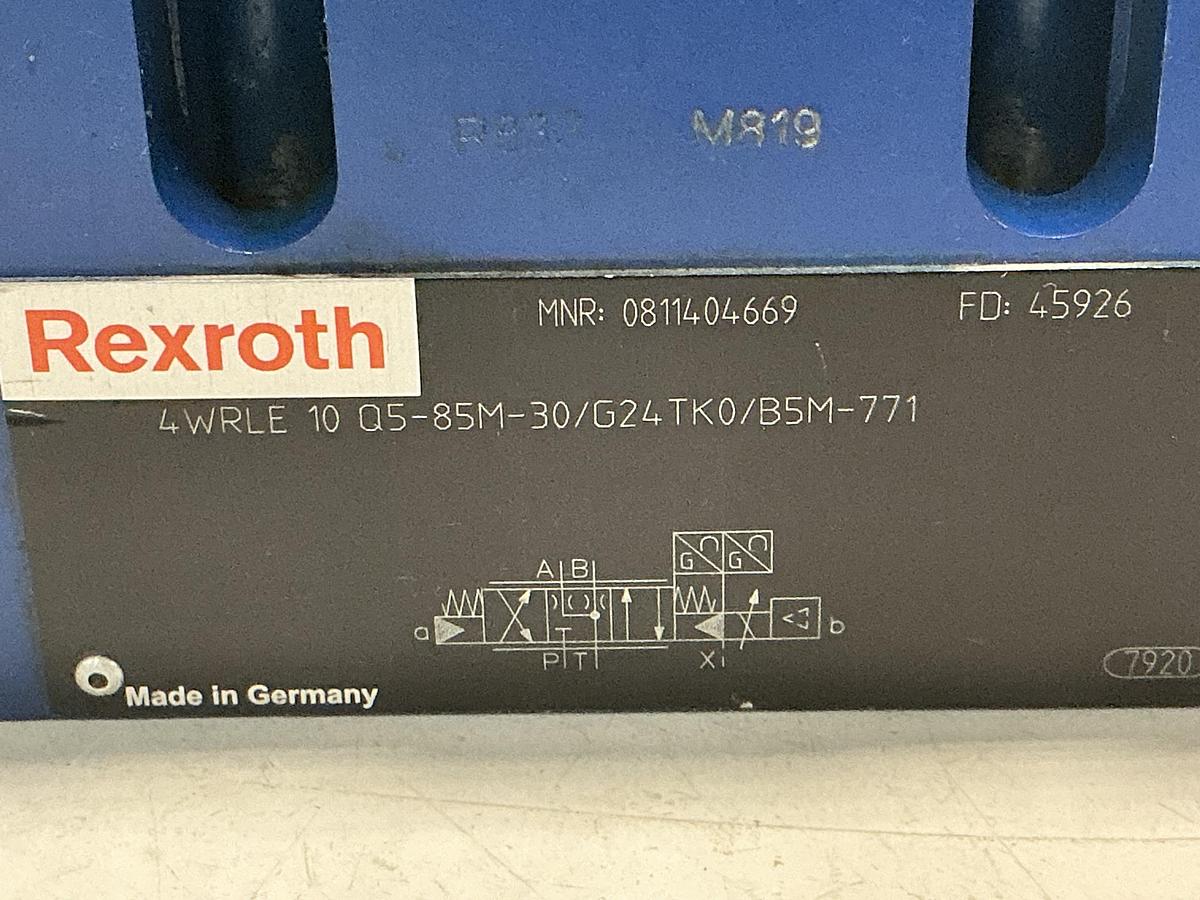 M819
Rexroth
MNR: 0811404669
FD: 45926
4WRLE 10 Q5-85M-30/G24TK0/B5M-771
G G
A B
a b
P T X
Made in Germany
7920